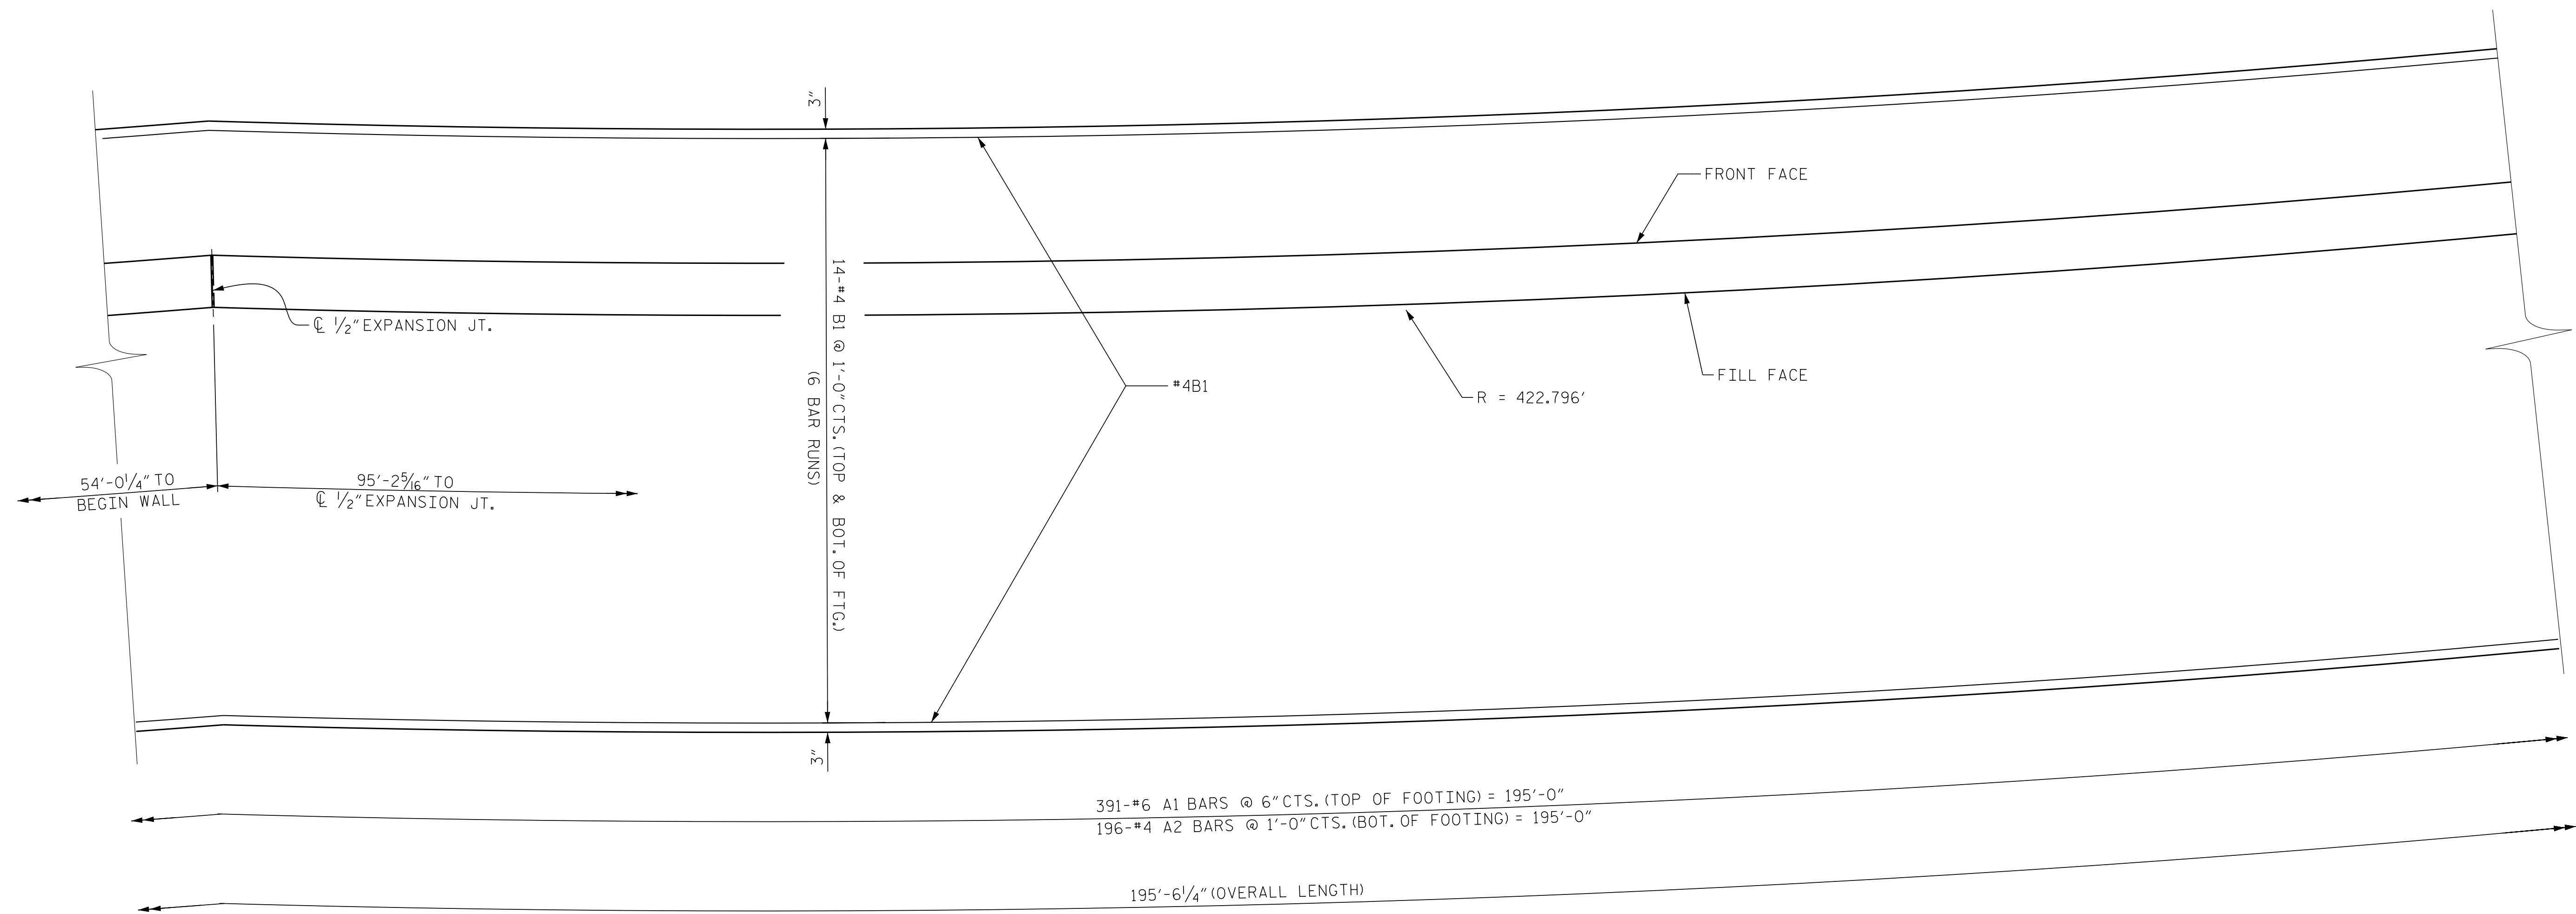 3"
FRONT FACE
14-#4 B1 @ 1'-0" CTS. (TOP & BOT. OF FTG.)
(6 BAR RUNS)
℄ 1/2" EXPANSION JT.
#4B1
FILL FACE
R = 422.796'
54'-0 1/4" TO
BEGIN WALL
95'-2 5/16" TO
℄ 1/2" EXPANSION JT.
3"
391-#6 A1 BARS @ 6" CTS. (TOP OF FOOTING) = 195'-0"
196-#4 A2 BARS @ 1'-0" CTS. (BOT. OF FOOTING) = 195'-0"
195'-6 1/4" (OVERALL LENGTH)